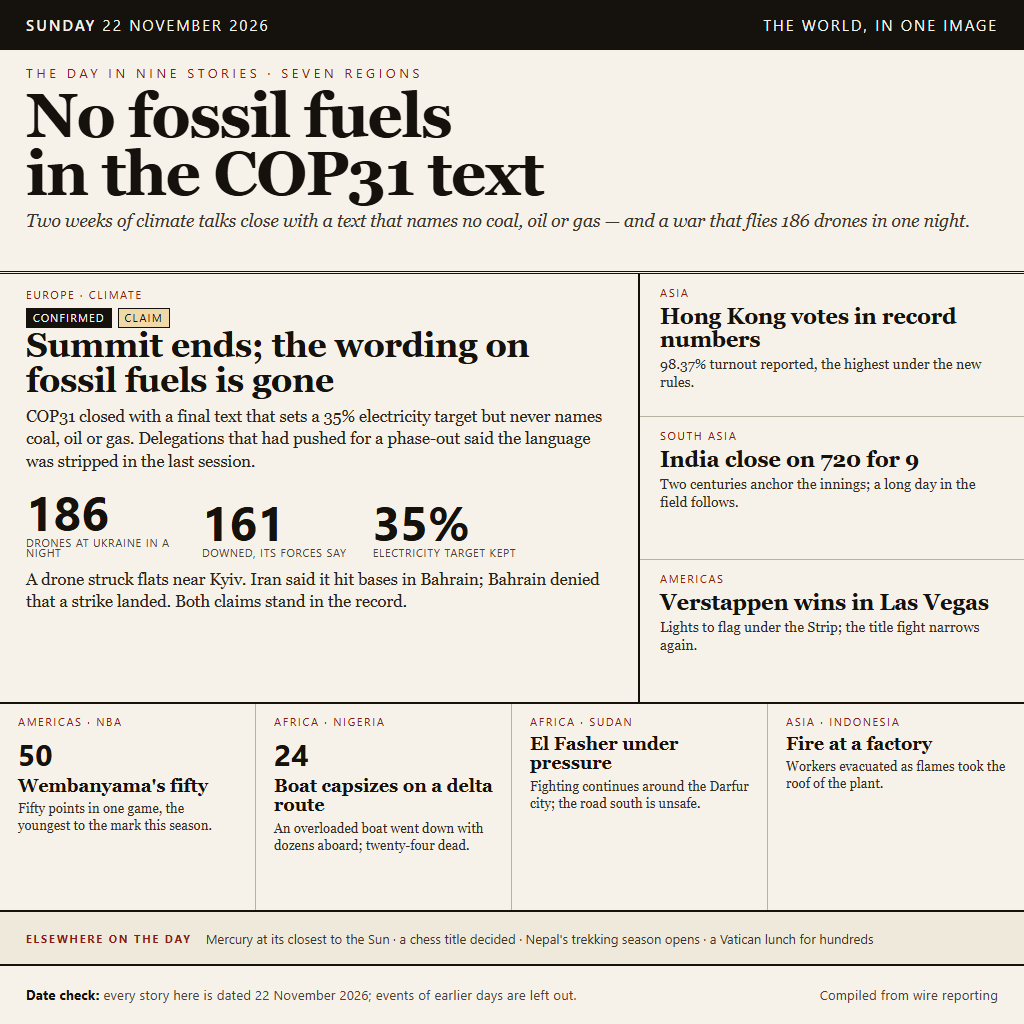 SUNDAY 22 NOVEMBER 2026
THE WORLD, IN ONE IMAGE
THE DAY IN NINE STORIES · SEVEN REGIONS
No fossil fuels
in the COP31 text
Two weeks of climate talks close with a text that names no coal, oil or gas — and a war that flies 186 drones in one night.
EUROPE · CLIMATE
CONFIRMED CLAIM
Summit ends; the wording on
fossil fuels is gone
COP31 closed with a final text that sets a 35% electricity target but never names
coal, oil or gas. Delegations that had pushed for a phase-out said the language
was stripped in the last session.
186
DRONES AT UKRAINE IN A
NIGHT
161
DOWNED, ITS FORCES SAY
35%
ELECTRICITY TARGET KEPT
A drone struck flats near Kyiv. Iran said it hit bases in Bahrain; Bahrain denied
that a strike landed. Both claims stand in the record.
ASIA
Hong Kong votes in record
numbers
98.37% turnout reported, the highest under the new
rules.
SOUTH ASIA
India close on 720 for 9
Two centuries anchor the innings; a long day in the
field follows.
AMERICAS
Verstappen wins in Las Vegas
Lights to flag under the Strip; the title fight narrows
again.
AMERICAS · NBA
50
Wembanyama's fifty
Fifty points in one game, the
youngest to the mark this season.
AFRICA · NIGERIA
24
Boat capsizes on a delta
route
An overloaded boat went down with
dozens aboard; twenty-four dead.
AFRICA · SUDAN
El Fasher under
pressure
Fighting continues around the Darfur
city; the road south is unsafe.
ASIA · INDONESIA
Fire at a factory
Workers evacuated as flames took the
roof of the plant.
ELSEWHERE ON THE DAY Mercury at its closest to the Sun · a chess title decided · Nepal's trekking season opens · a Vatican lunch for hundreds
Date check: every story here is dated 22 November 2026; events of earlier days are left out.
Compiled from wire reporting